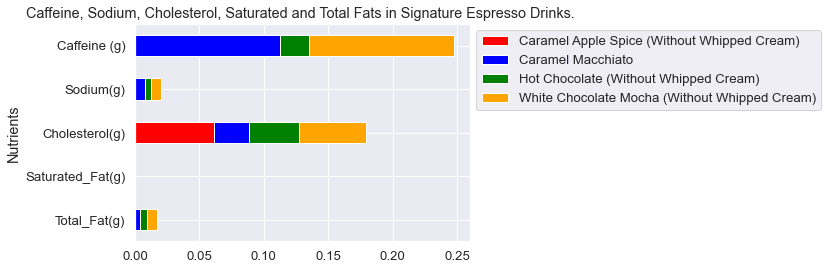 Caffeine, Sodium, Cholesterol, Saturated and Total Fats in Signature Espresso Drinks.
Caffeine (g)
Sodium(g)
Cholesterol(g)
Saturated_Fat(g)
Total_Fat(g)
Nutrients
0.00 0.05 0.10 0.15 0.20 0.25
Caramel Apple Spice (Without Whipped Cream)
Caramel Macchiato
Hot Chocolate (Without Whipped Cream)
White Chocolate Mocha (Without Whipped Cream)